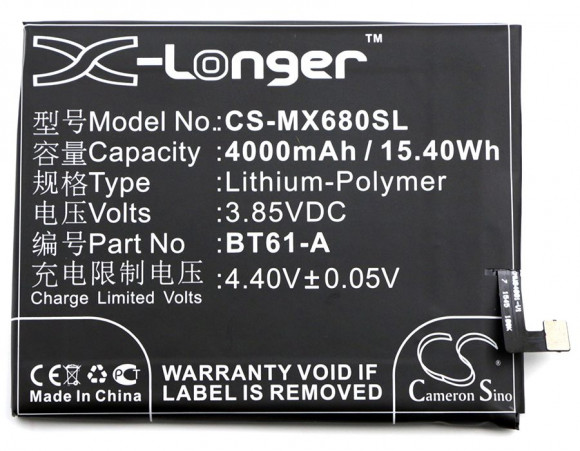 X-Longer™
型号Model No.:CS-MX680SL
容量Capacity :4000mAh / 15.40Wh
类型Type :Lithium-Polymer
电压Volts :3.85VDC
编号Part No :BT61-A
充电限制电压:4.40V±0.05V
Charge Limited Volts
WARRANTY VOID IF
LABEL IS REMOVED
Made in China
Cameron Sino
CS